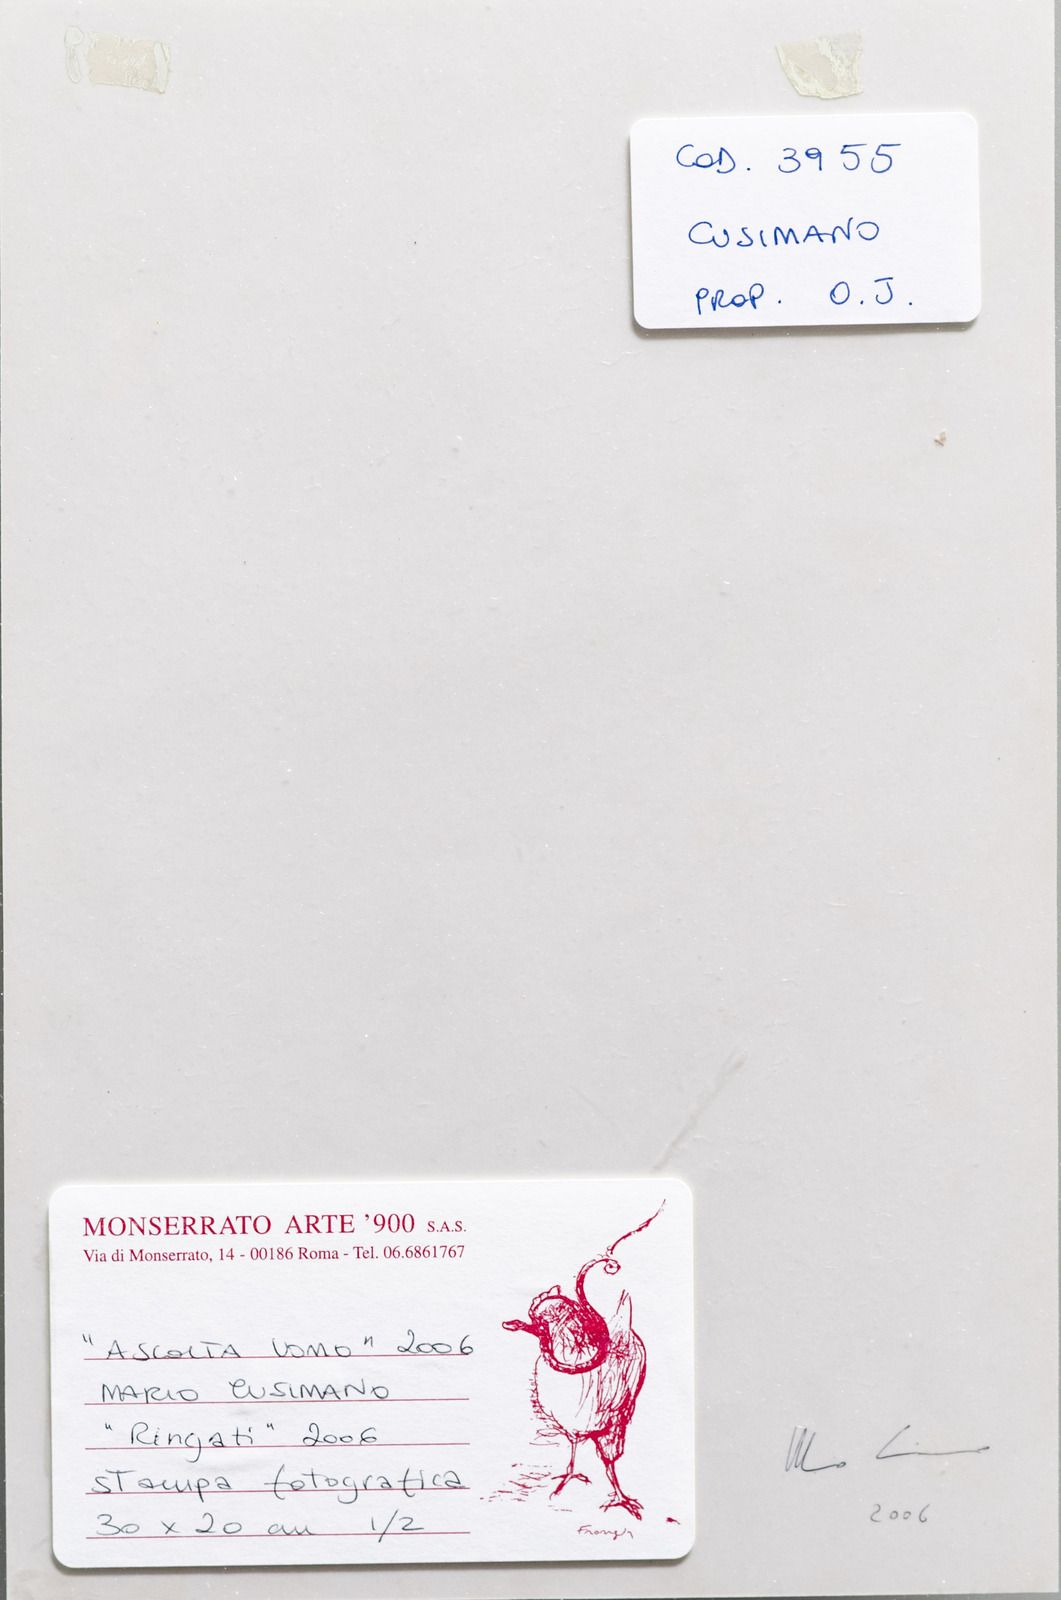 COD. 3955
CUSIMANO
PROP. O.J.
MONSERRATO ARTE '900 S.A.S.
Via di Monserrato, 14 - 00186 Roma - Tel. 06.6861767
"ASCOLTA UOMO" 2006
MARIO CUSIMANO
"Ringati" 2006
stampa fotografica
30 x 20 cm 1/2
2006